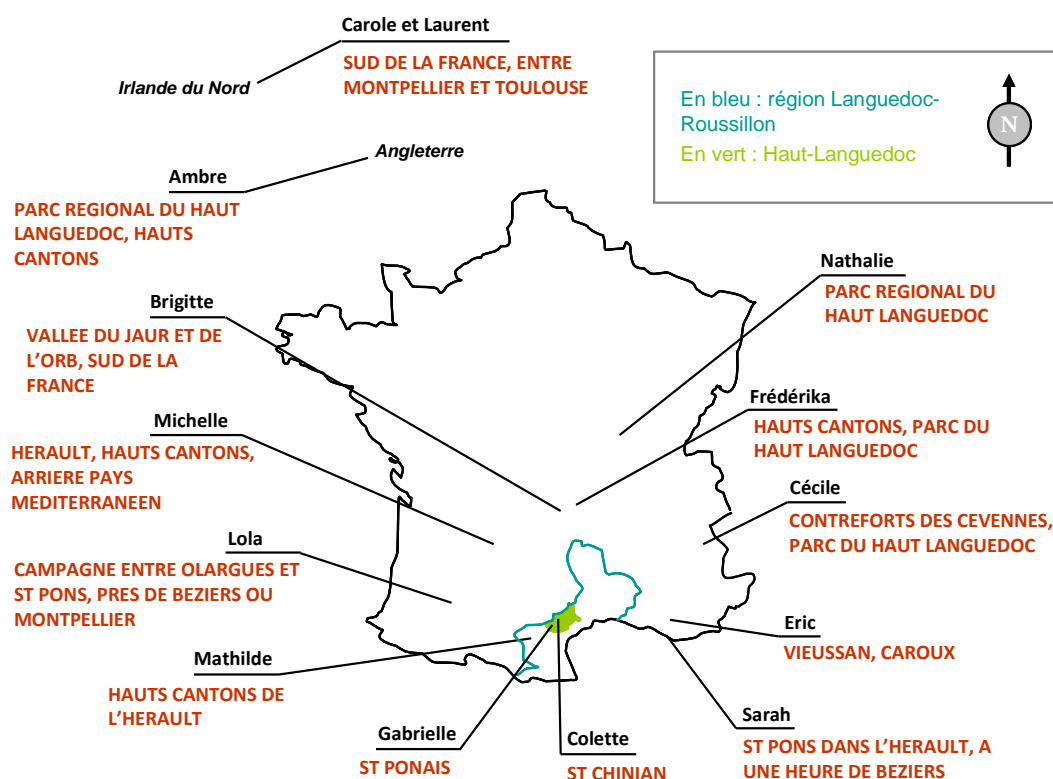 Carole et Laurent
SUD DE LA FRANCE, ENTRE
MONTPELLIER ET TOULOUSE
Irlande du Nord
En bleu : région Languedoc-
Roussillon
En vert : Haut-Languedoc
N
Angleterre
Ambre
PARC REGIONAL DU HAUT
LANGUEDOC, HAUTS
CANTONS
Nathalie
PARC REGIONAL DU
HAUT LANGUEDOC
Brigitte
VALLEE DU JAUR ET DE
L'ORB, SUD DE LA
FRANCE
Frédérika
HAUTS CANTONS, PARC DU
HAUT LANGUEDOC
Michelle
HERAULT, HAUTS CANTONS,
ARRIERE PAYS
MEDITERRANEEN
Cécile
CONTREFORTS DES CEVENNES,
PARC DU HAUT LANGUEDOC
Lola
CAMPAGNE ENTRE OLARGUES ET
ST PONS, PRES DE BEZIERS OU
MONTPELLIER
Eric
VIEUSSAN, CAROUX
Mathilde
HAUTS CANTONS DE
L'HERAULT
Gabrielle
ST PONAIS
Colette
ST CHINIAN
Sarah
ST PONS DANS L'HERAULT, A
UNE HEURE DE BEZIERS